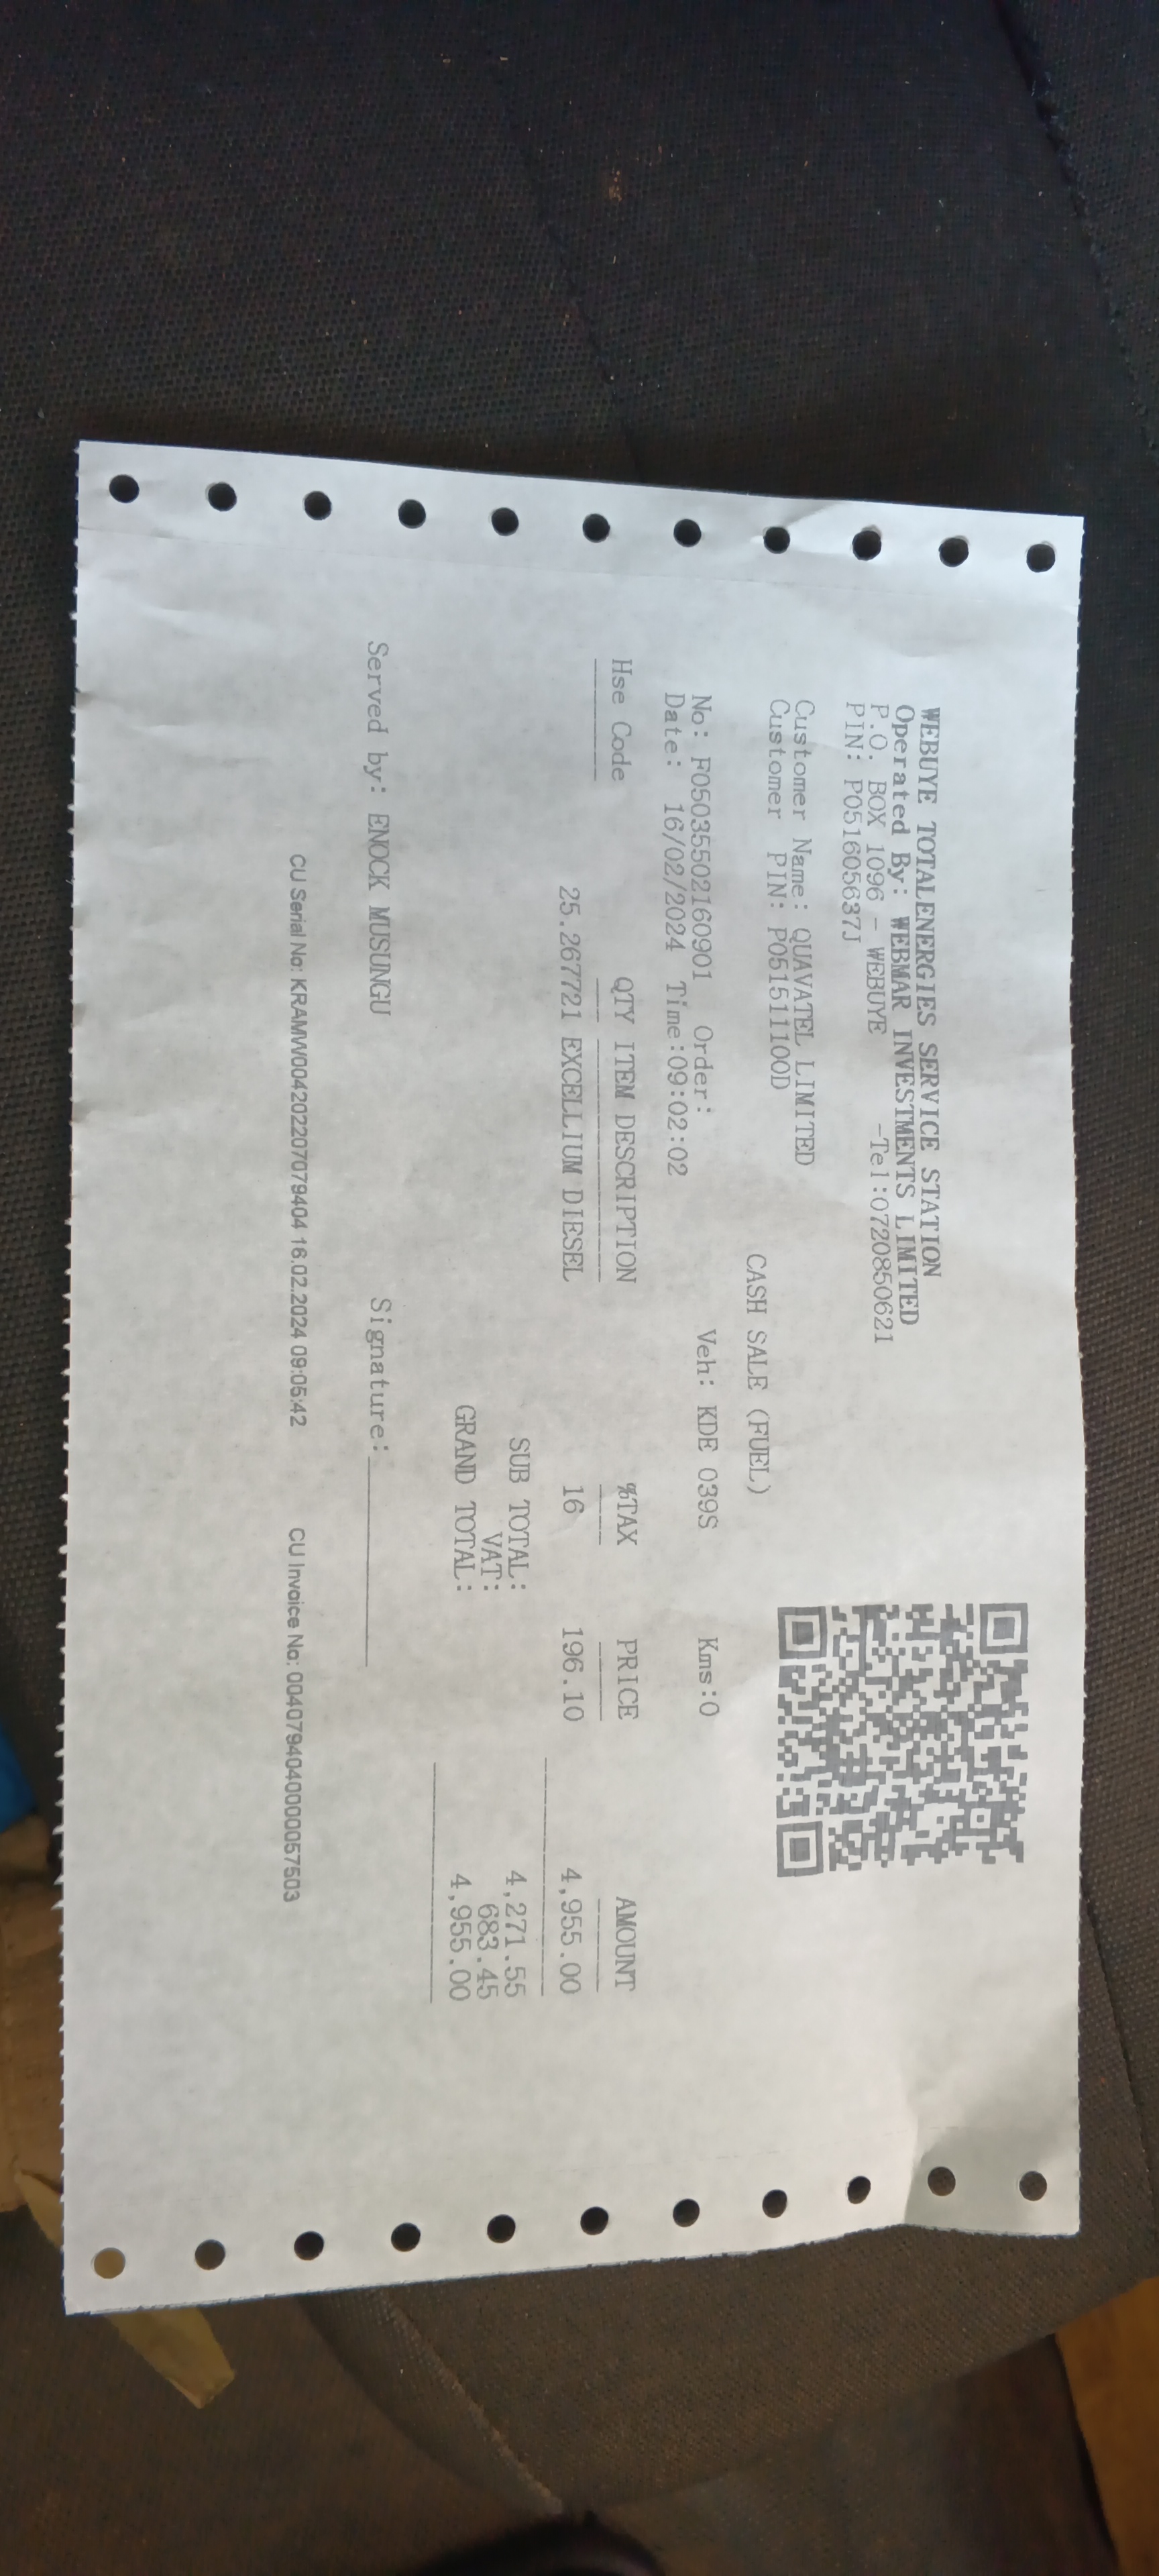 WEBUYE TOTALENERGIES SERVICE STATION
Operated By: WEBMAR INVESTMENTS LIMITED
P.O. BOX 1096 - WEBUYE -Tel:0720850621
PIN: P051605637J
Customer Name: QUAVATEL LIMITED
Customer PIN: P051511100D
CASH SALE (FUEL)
No: F05035502160901 Order: Veh: KDE 039S Kms:0
Date: 16/02/2024 Time:09:02:02
Hse Code QTY ITEM DESCRIPTION %TAX PRICE AMOUNT
25.267721 EXCELLIUM DIESEL 16 196.10 4,955.00
SUB TOTAL: 4,271.55
VAT: 683.45
GRAND TOTAL: 4,955.00
Served by: ENOCK MUSUNGU Signature:
CU Serial No: KRAMW004202207079404 16.02.2024 09:05:42 CU Invoice No: 0040794040000057503